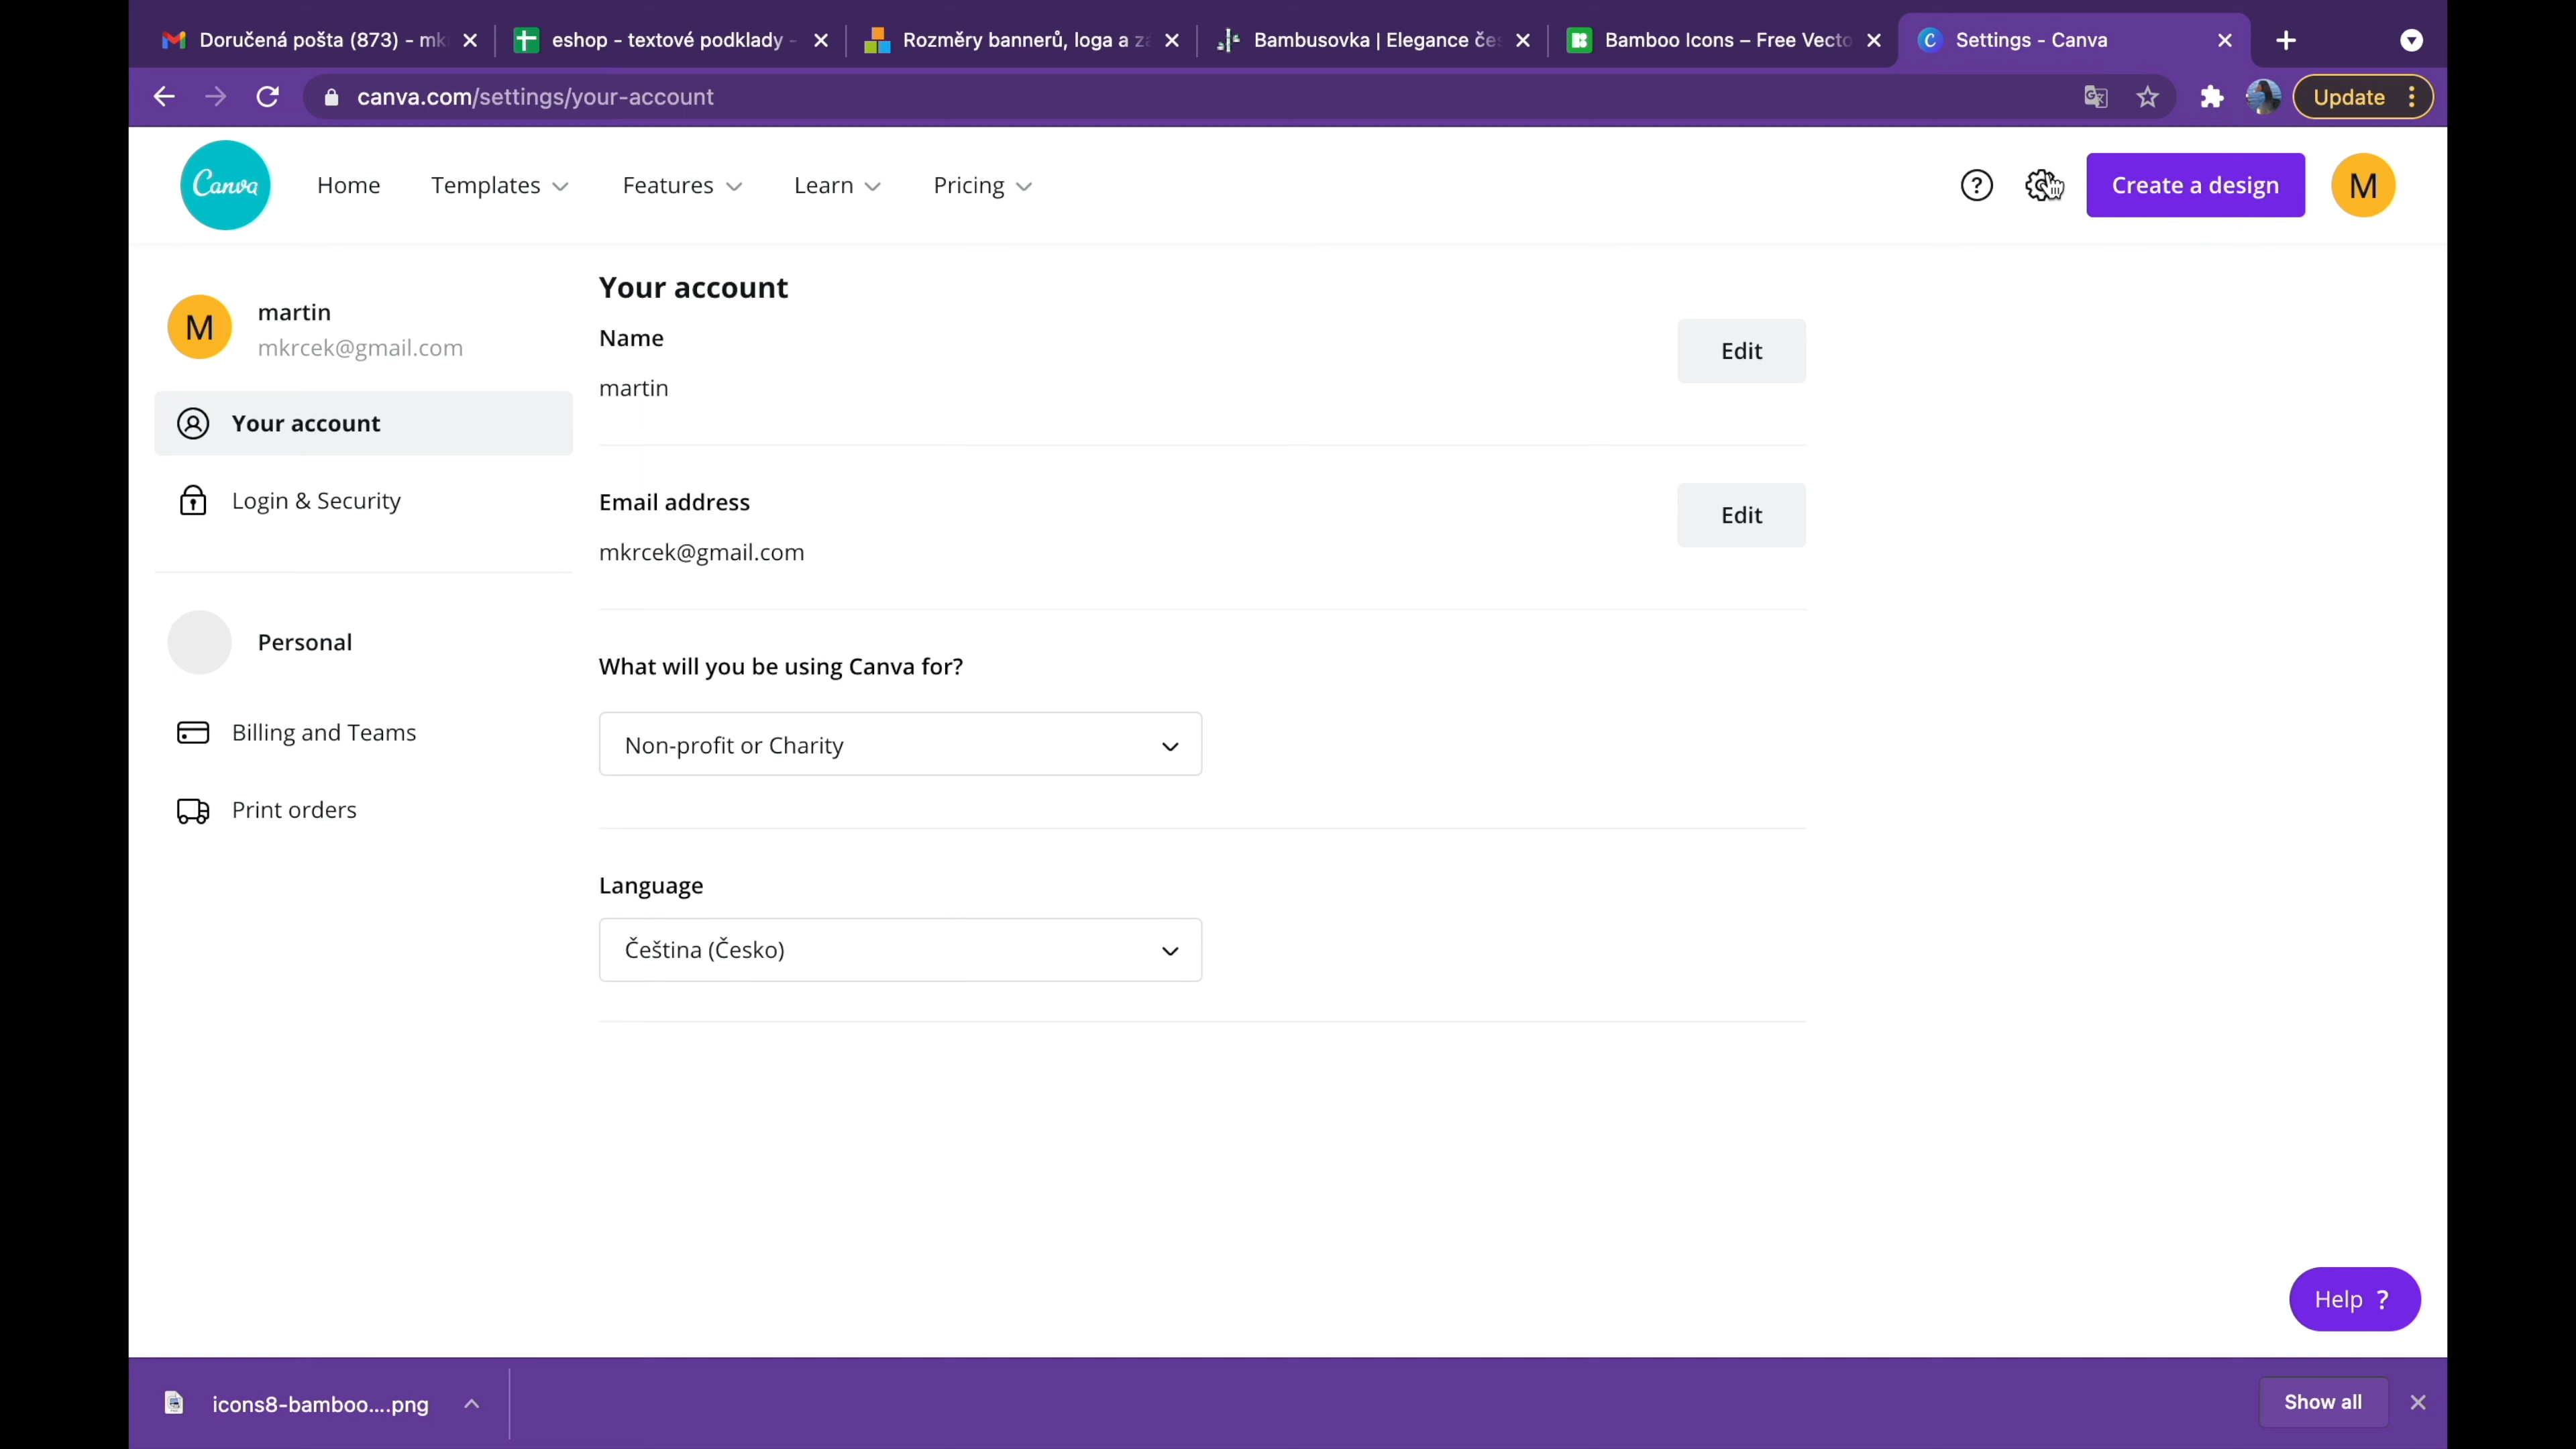 Doručená pošta (873) - mk
eshop - textové podklady -
Rozměry bannerů, loga a zá
Bambusovka | Elegance čes
Bamboo Icons – Free Vecto
Settings - Canva
canva.com/settings/your-account
Update
Canva
Home
Templates
Features
Learn
Pricing
?
Create a design
M
M
martin
mkrcek@gmail.com
Your account
Login & Security
Personal
Billing and Teams
Print orders
Your account
Name
Edit
martin
Email address
Edit
mkrcek@gmail.com
What will you be using Canva for?
Non-profit or Charity
Language
Čeština (Česko)
Help ?
icons8-bamboo....png
Show all